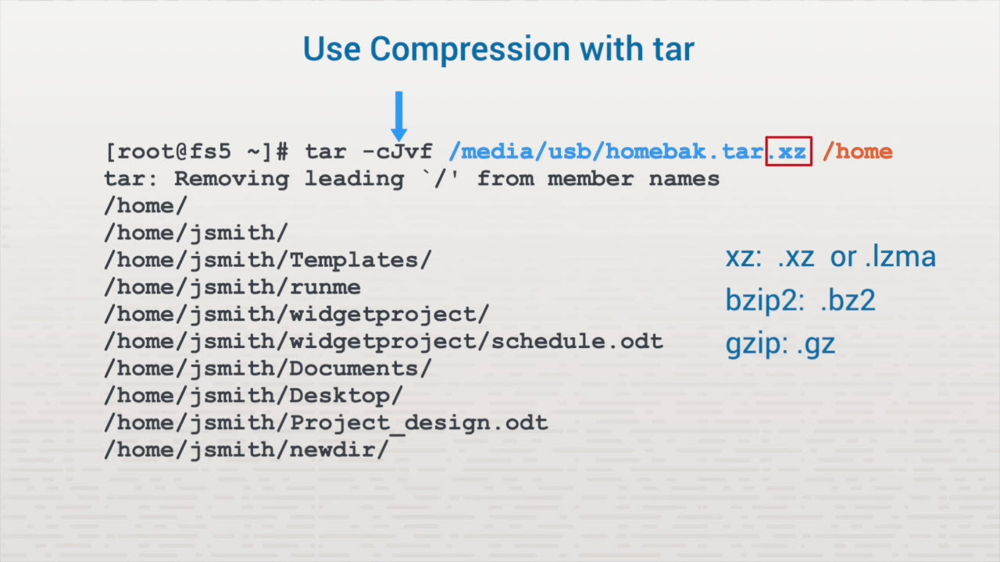 Use Compression with tar
[root@fs5 ~]# tar -cJvf /media/usb/homebak.tar.xz /home
tar: Removing leading `/' from member names
/home/
/home/jsmith/
/home/jsmith/Templates/
/home/jsmith/runme
/home/jsmith/widgetproject/
/home/jsmith/widgetproject/schedule.odt
/home/jsmith/Documents/
/home/jsmith/Desktop/
/home/jsmith/Project_design.odt
/home/jsmith/newdir/
xz: .xz or .lzma
bzip2: .bz2
gzip: .gz